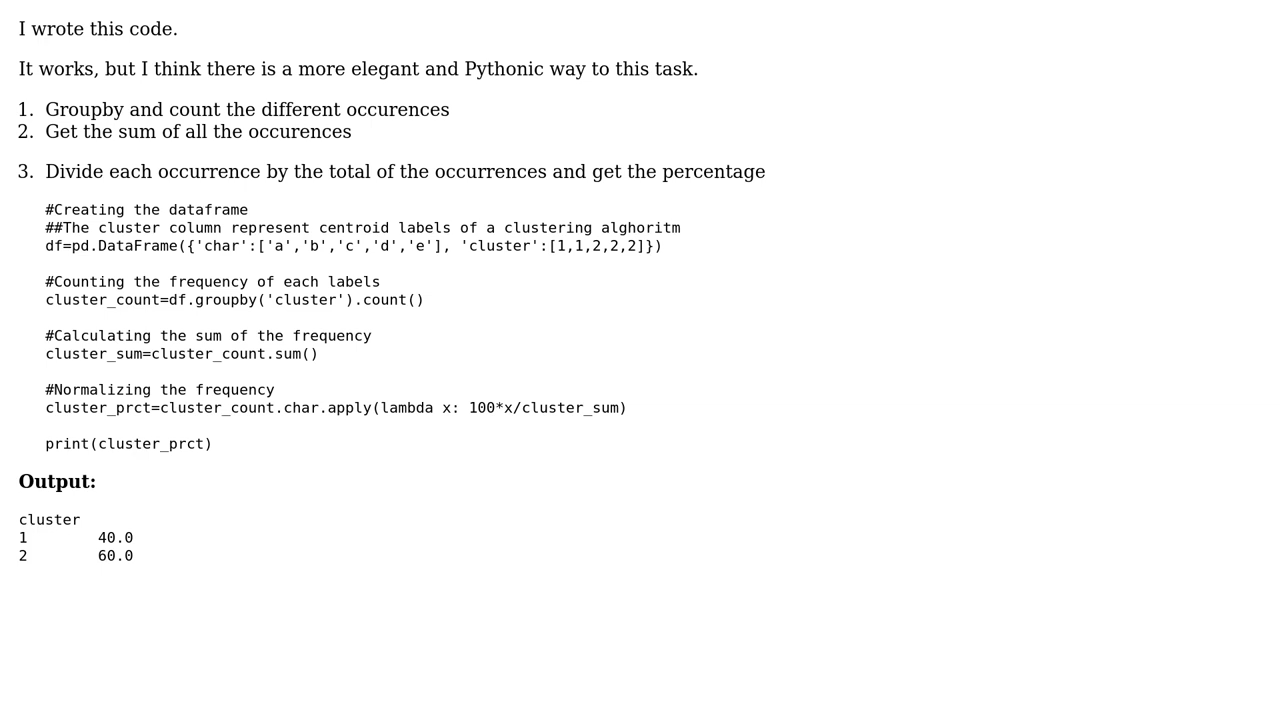 I wrote this code.
It works, but I think there is a more elegant and Pythonic way to this task.
1. Groupby and count the different occurences
2. Get the sum of all the occurences
3. Divide each occurrence by the total of the occurrences and get the percentage
#Creating the dataframe
##The cluster column represent centroid labels of a clustering alghoritm
df=pd.DataFrame({'char':['a','b','c','d','e'], 'cluster':[1,1,2,2,2]})
#Counting the frequency of each labels
cluster_count=df.groupby('cluster').count()
#Calculating the sum of the frequency
cluster_sum=cluster_count.sum()
#Normalizing the frequency
cluster_prct=cluster_count.char.apply(lambda x: 100*x/cluster_sum)
print(cluster_prct)
Output:
cluster
1        40.0
2        60.0